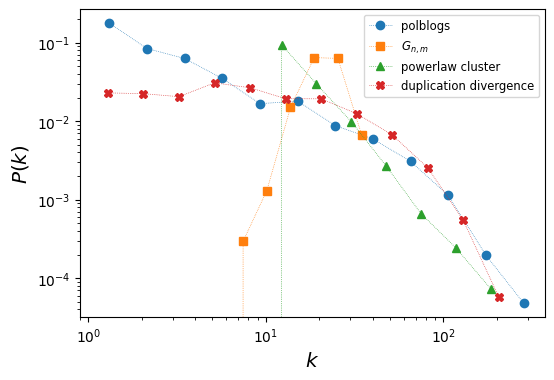 polblogs
G_{n,m}
powerlaw cluster
duplication divergence
10^{-1}
10^{-2}
10^{-3}
10^{-4}
P(k)
10^{0}
10^{1}
10^{2}
k